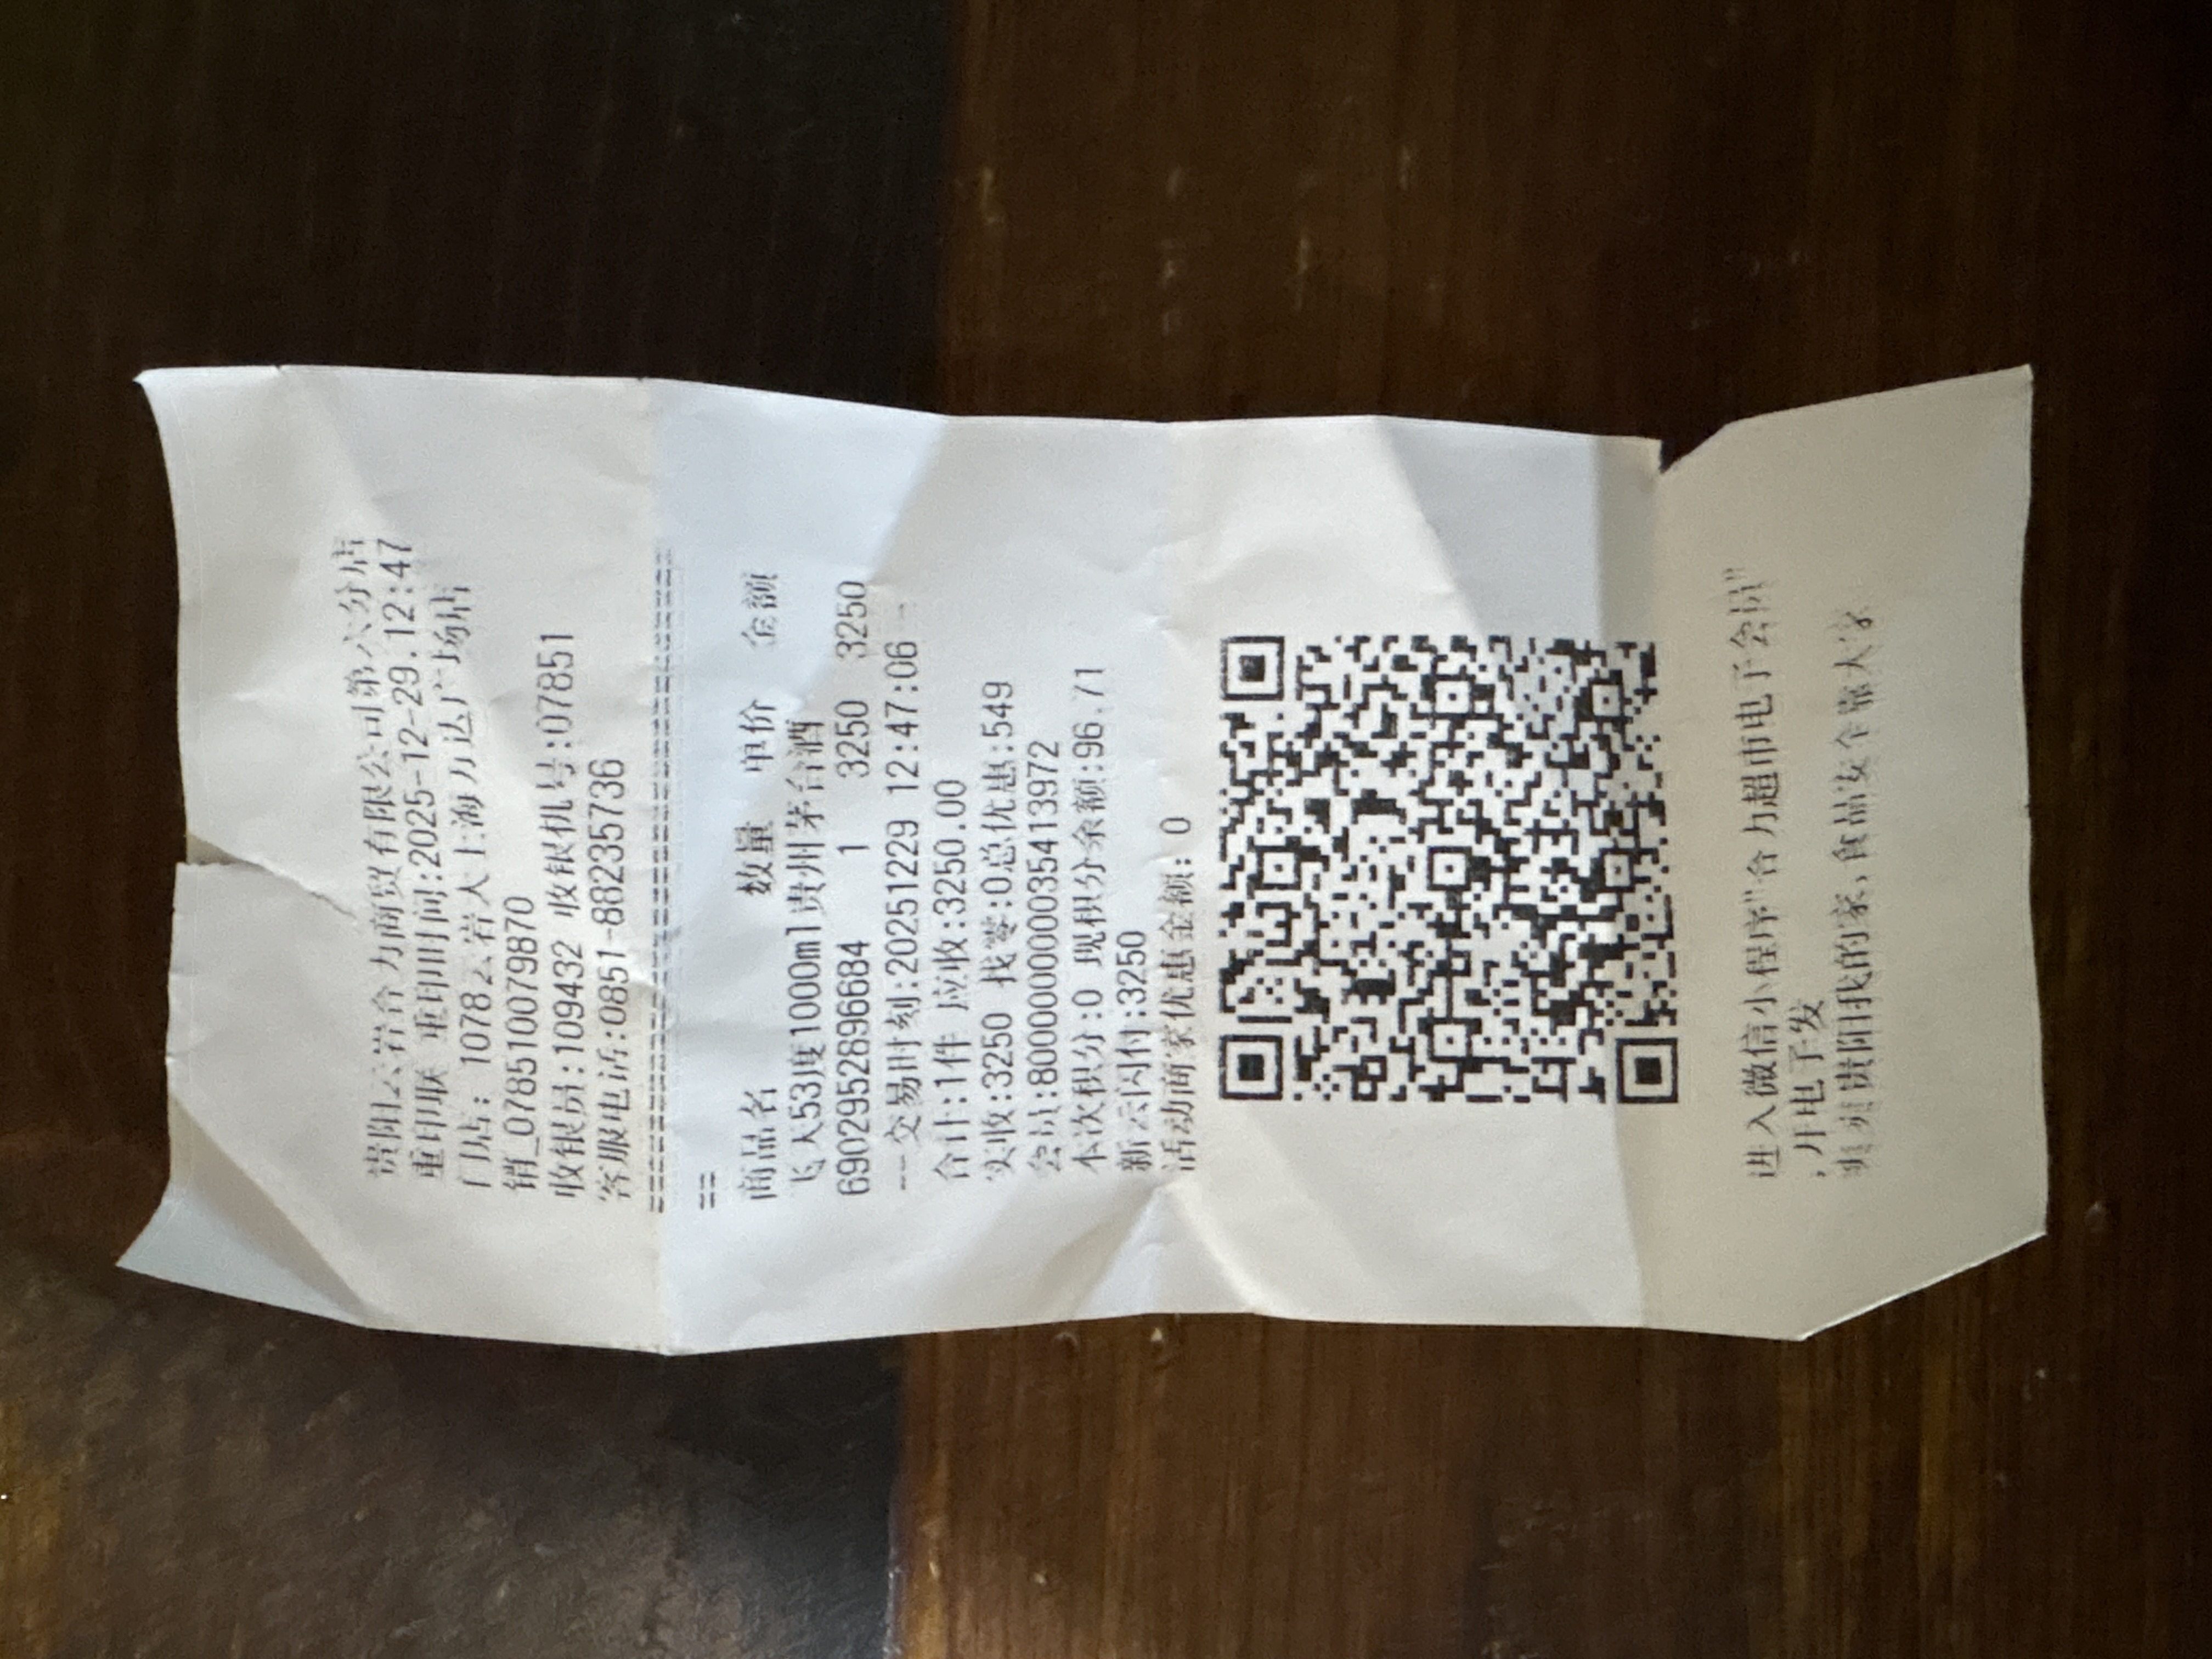 贵阳云岩合力商贸有限公司第六分店
重印联 重印时间:2025-12-29.12:47
门店: 1078云岩大上海万达广场店
销_078510079870
收银员:109432 收银机号:07851
客服电话:0851-88235736
==
商品名 数量 单价 金额
飞天53度1000ml贵州茅台酒
6902952896684 1 3250 3250
--交易时刻:20251229 12:47:06--
合计:1件 应收:3250.00
实收:3250 找零:0总优惠:549
会员:8000000003541 3972
本次积分:0 现积分余额:96.71
新云闪付:3250
活动商家优惠金额: 0
进入微信小程序"合力超市电子会员"
,开电子发
爽爽贵阳我的家,食品安全靠大家